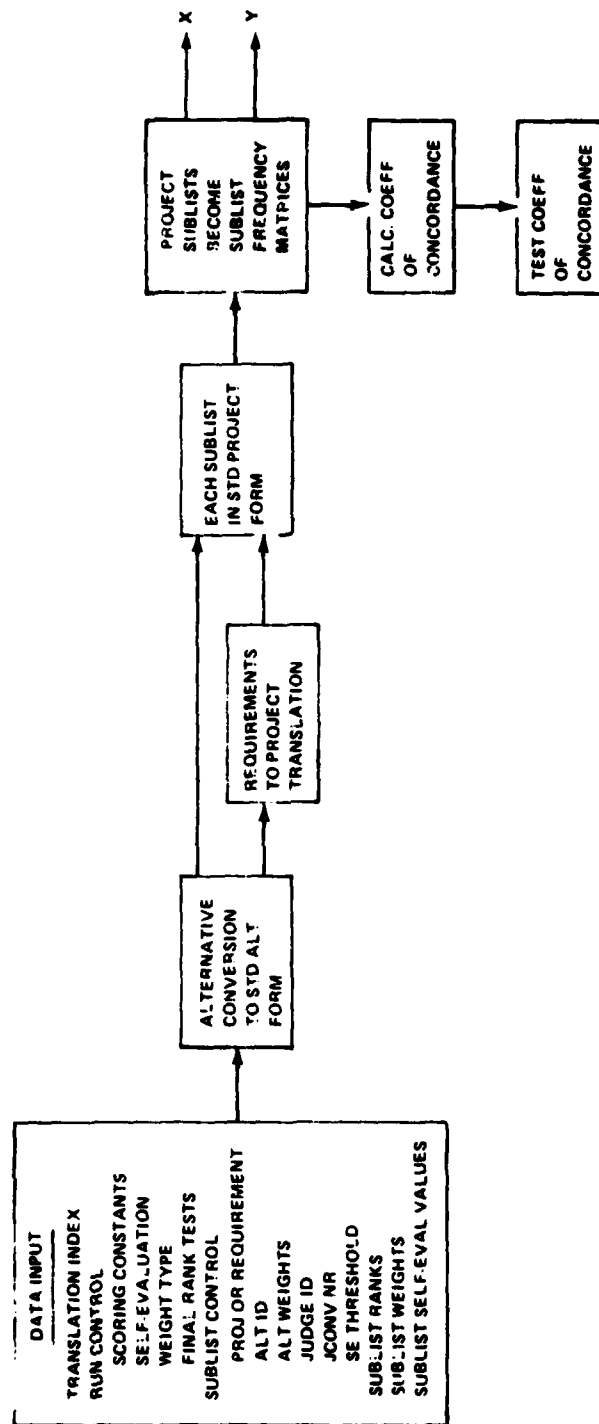 DATA INPUT
TRANSLATION INDEX
RUN CONTROL
SCORING CONSTANTS
SELF-EVALUATION
WEIGHT TYPE
FINAL RANK TESTS
SUBLIST CONTROL
PROJ OR REQUIREMENT
ALT ID
ALT WEIGHTS
JUDGE ID
JCONV NR
SE THRESHOLD
SUBLIST RANKS
SUBLIST WEIGHTS
SUBLIST SELF-EVAL VALUES
ALTERNATIVE
CONVERSION
TO STD ALT
FORM
REQUIREMENTS
TO PROJECT
TRANSLATION
EACH SUBLIST
IN STD PROJECT
FORM
PROJECT
SUBLISTS
BECOME
SUBLIST
FREQUENCY
MATPICES
X
Y
CALC. COEFF
OF
CONCORDANCE
TEST COEFF
OF
CONCORDANCE